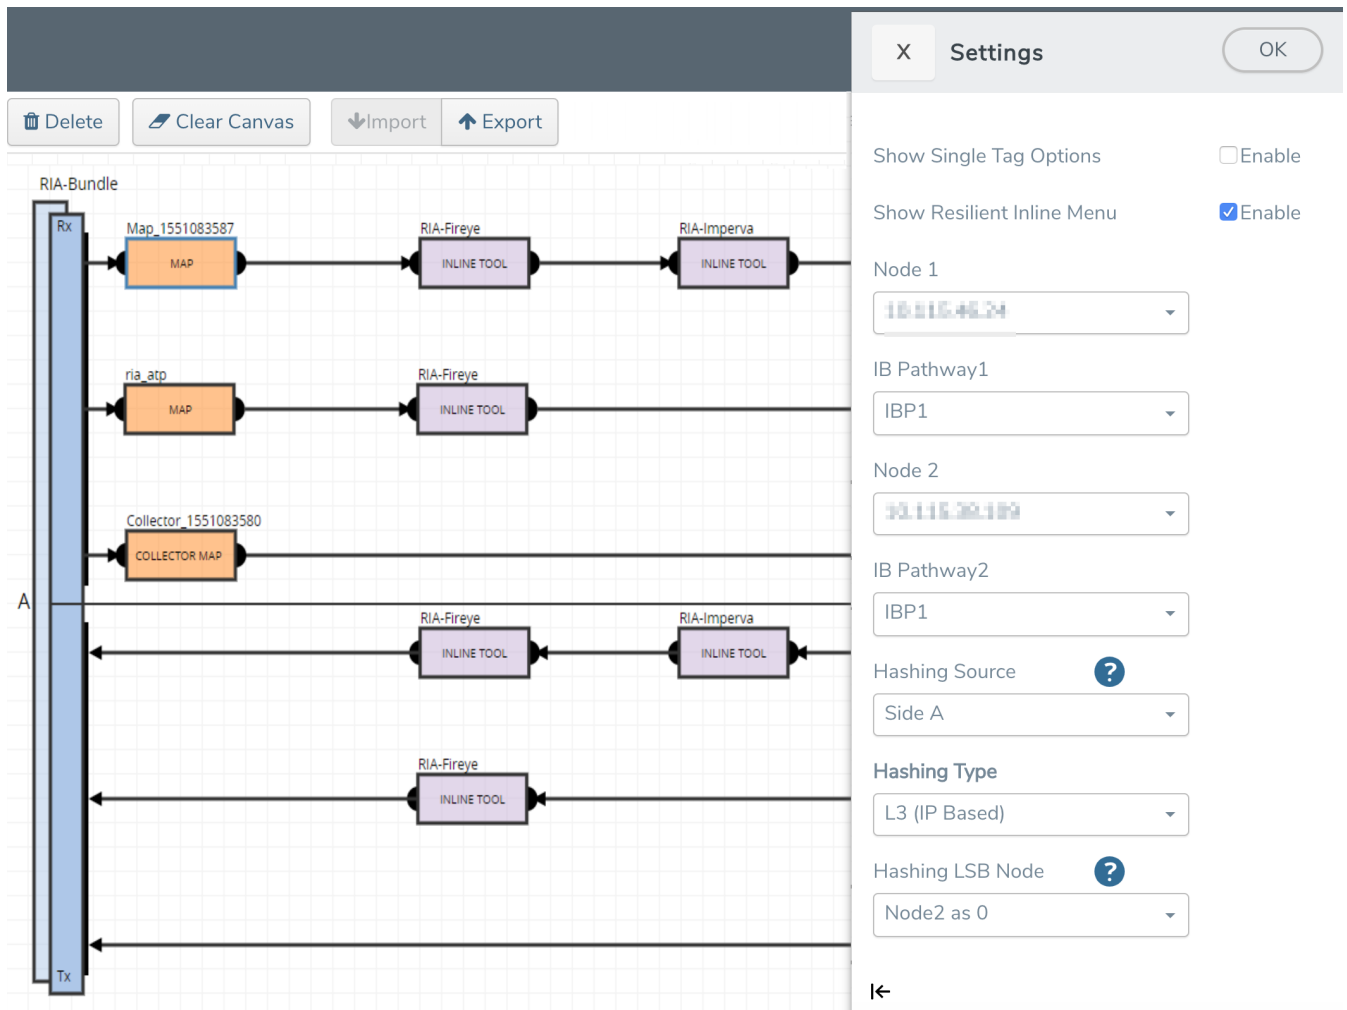 Delete Clear Canvas Import Export
RIA-Bundle
Rx
Map_1551083587 RIA-Fireye RIA-Imperva
MAP INLINE TOOL INLINE TOOL
ria_atp RIA-Fireye
MAP INLINE TOOL
Collector_1551083580
COLLECTOR MAP
A
RIA-Fireye RIA-Imperva
INLINE TOOL INLINE TOOL
RIA-Fireye
INLINE TOOL
Tx
X Settings OK
Show Single Tag Options Enable
Show Resilient Inline Menu Enable
Node 1
IB Pathway1
IBP1
Node 2
IB Pathway2
IBP1
Hashing Source ?
Side A
Hashing Type
L3 (IP Based)
Hashing LSB Node ?
Node2 as 0